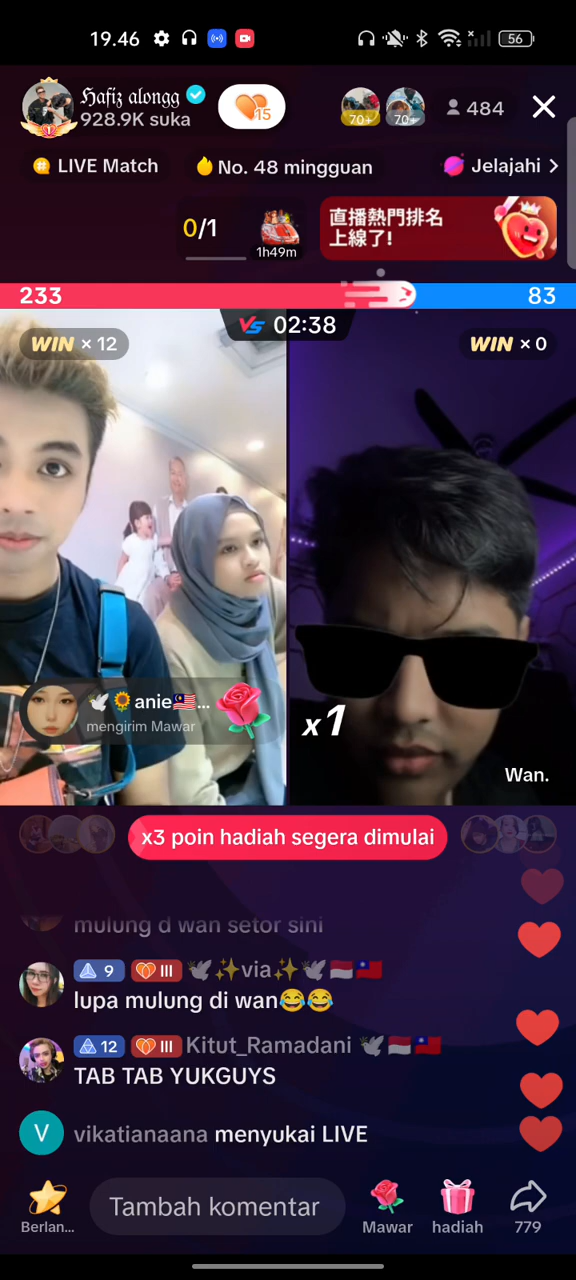 19.46
56
Hafiz alongg
928.9K suka
15
70+
70+
484
LIVE Match
No. 48 mingguan
Jelajahi
0/1
1h49m
直播熱門排名
上線了!
233
83
VS 02:38
WIN × 12
WIN × 0
🕊️🌻anie🇲🇾...
mengirim Mawar
x1
Wan.
x3 poin hadiah segera dimulai
mulung d wan setor sini
9 III 🕊️✨via✨🕊️🇮🇩🇹🇼
lupa mulung di wan😂😂
12 III Kitut_Ramadani 🕊️🇮🇩🇹🇼
TAB TAB YUKGUYS
V
vikatianaana menyukai LIVE
Berlan...
Tambah komentar
Mawar
hadiah
779